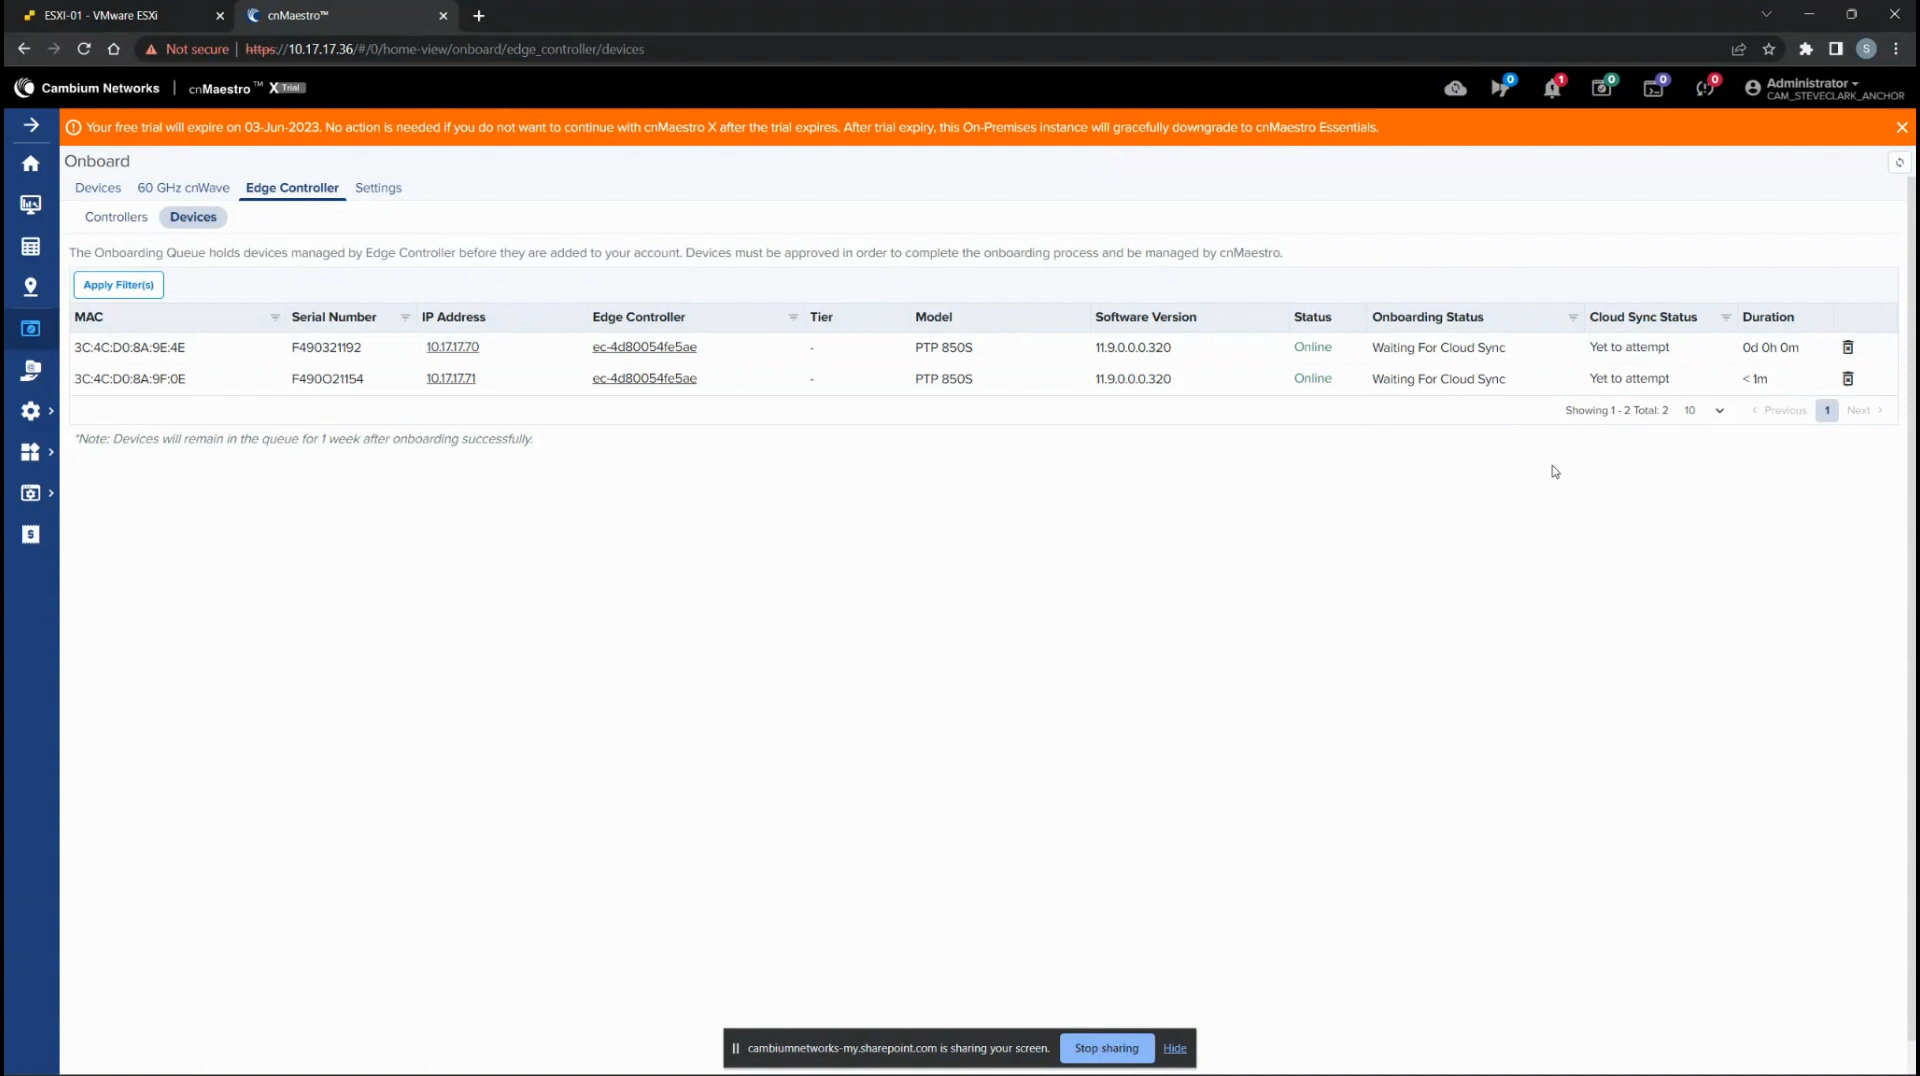 ESXI-01 - VMware ESXi
cnMaestro™
Not secure | https://10.17.17.36/#/0/home-view/onboard/edge_controller/devices
S
Cambium Networks | cnMaestro™ X Trial
0 1 0 0 0
Administrator
CAM_STEVECLARK_ANCHOR
Your free trial will expire on 03-Jun-2023. No action is needed if you do not want to continue with cnMaestro X after the trial expires. After trial expiry, this On-Premises instance will gracefully downgrade to cnMaestro Essentials.
Onboard
Devices 60 GHz cnWave Edge Controller Settings
Controllers Devices
The Onboarding Queue holds devices managed by Edge Controller before they are added to your account. Devices must be approved in order to complete the onboarding process and be managed by cnMaestro.
Apply Filter(s)
MAC Serial Number IP Address Edge Controller Tier Model Software Version Status Onboarding Status Cloud Sync Status Duration
3C:4C:D0:8A:9E:4E F490321192 10.17.17.70 ec-4d80054fe5ae - PTP 850S 11.9.0.0.0.320 Online Waiting For Cloud Sync Yet to attempt 0d 0h 0m
3C:4C:D0:8A:9F:0E F490O21154 10.17.17.71 ec-4d80054fe5ae - PTP 850S 11.9.0.0.0.320 Online Waiting For Cloud Sync Yet to attempt < 1m
Showing 1 - 2 Total: 2 10 < Previous 1 Next >
*Note: Devices will remain in the queue for 1 week after onboarding successfully.
cambiumnetworks-my.sharepoint.com is sharing your screen. Stop sharing Hide